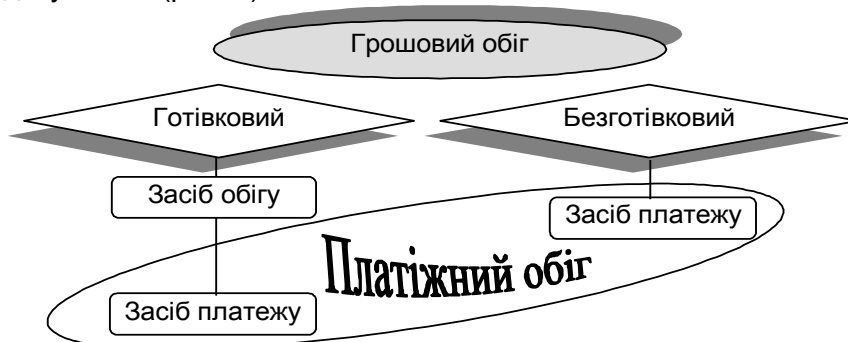 Грошовий обіг
Готівковий
Безготівковий
Засіб обігу
Засіб платежу
Платіжний обіг
Засіб платежу